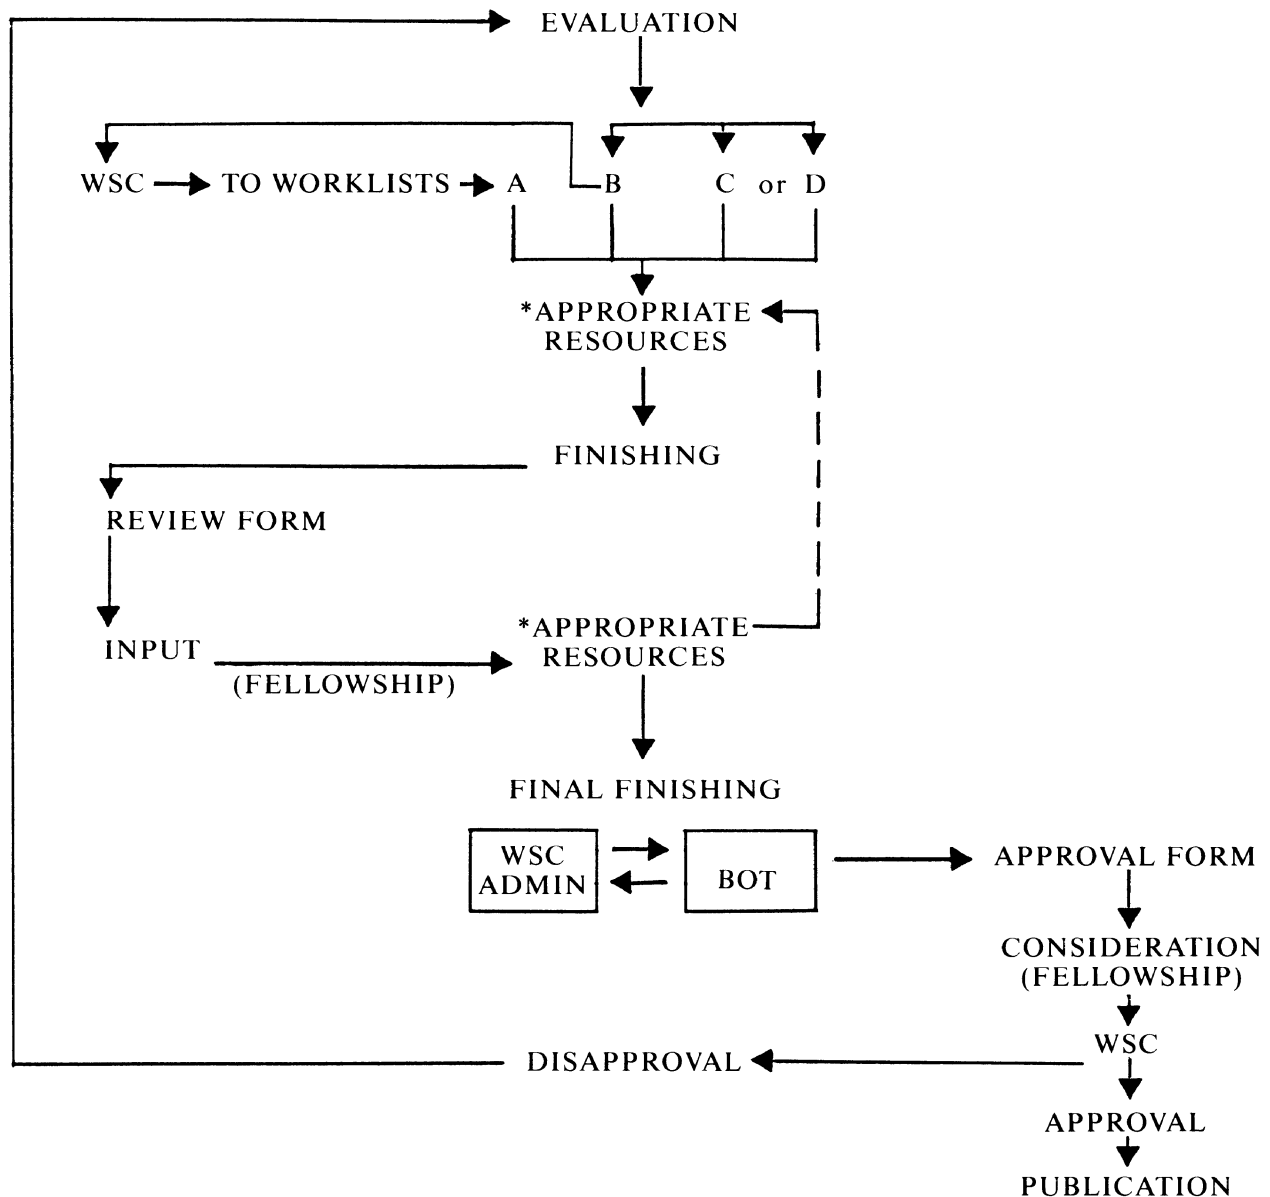 EVALUATION
WSC TO WORKLISTS A B C or D
*APPROPRIATE
RESOURCES
FINISHING
REVIEW FORM
INPUT
(FELLOWSHIP)
*APPROPRIATE
RESOURCES
FINAL FINISHING
WSC
ADMIN
BOT
APPROVAL FORM
CONSIDERATION
(FELLOWSHIP)
WSC
DISAPPROVAL
APPROVAL
PUBLICATION